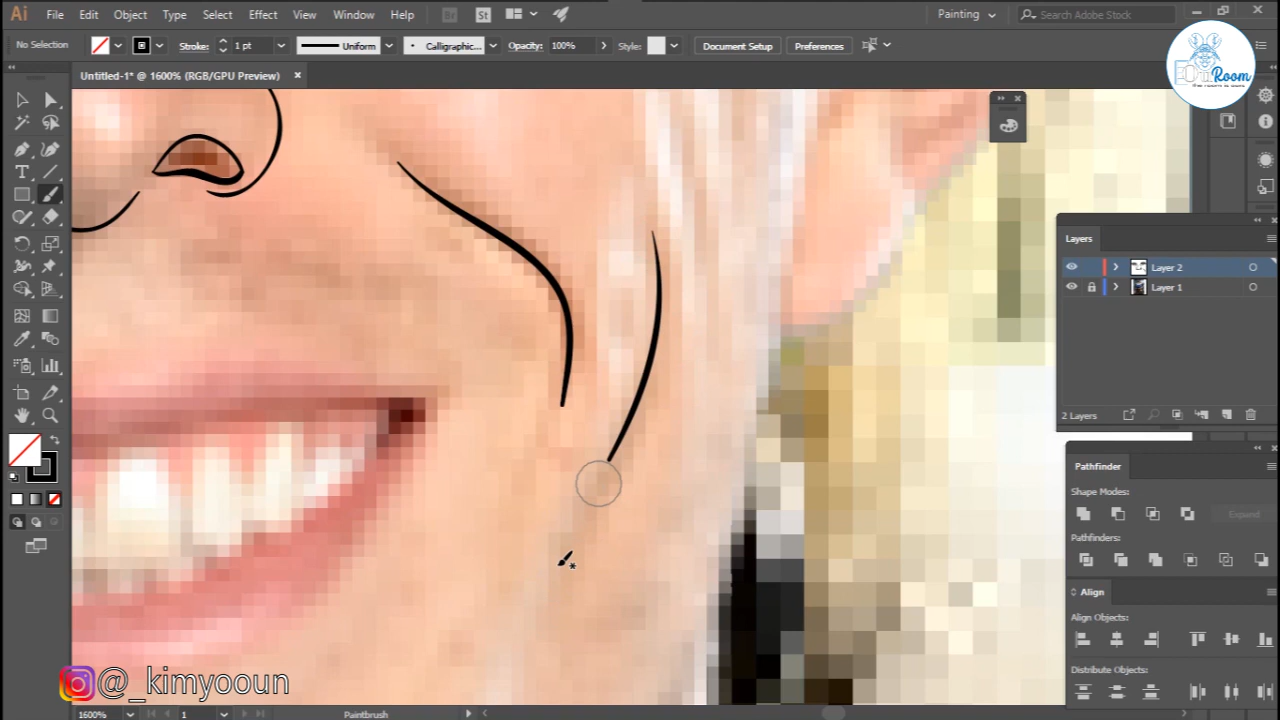 Ai File Edit Object Type Select Effect View Window Help Br St Painting Search Adobe Stock
No Selection Stroke: 1 pt Uniform Calligraphic... Opacity: 100% Style: Document Setup Preferences
Room
Untitled-1* @ 1600% (RGB/GPU Preview)
Layers
Layer 2
Layer 1
2 Layers
Pathfinder
Shape Modes:
Expand
Pathfinders:
Align
Align Objects:
Distribute Objects:
@_kimyooun
1600% 1 Paintbrush